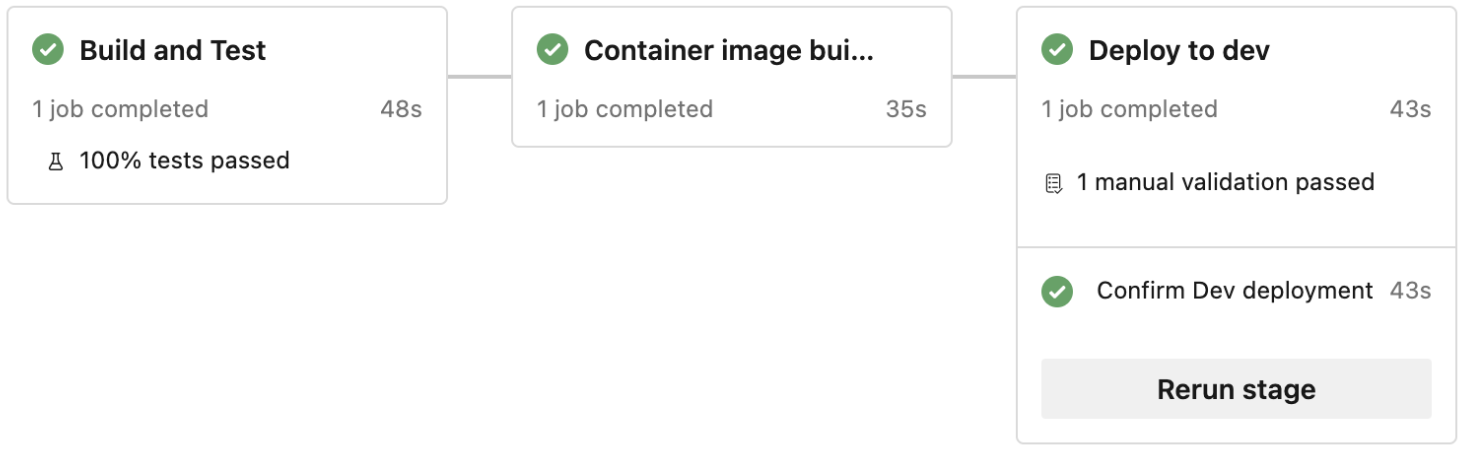 Build and Test
1 job completed 48s
100% tests passed
Container image bui...
1 job completed 35s
Deploy to dev
1 job completed 43s
1 manual validation passed
Confirm Dev deployment 43s
Rerun stage